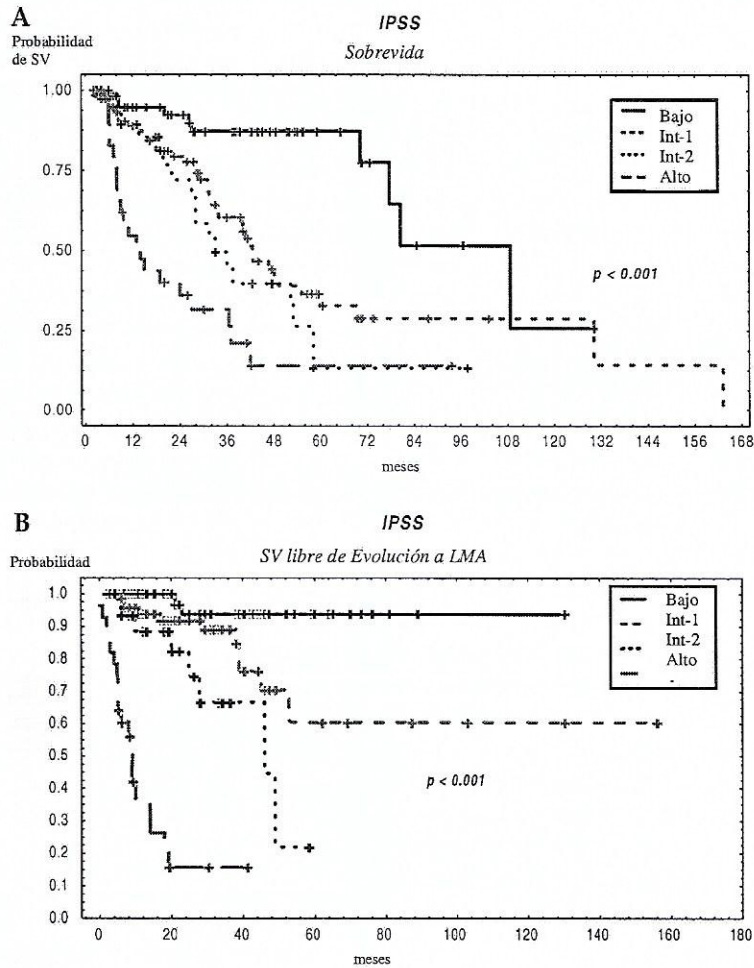 A
IPSS
Probabilidad
de SV
Sobrevida
1.00
0.75
0.50
0.25
0.00
Bajo
Int-1
Int-2
Alto
p < 0.001
0 12 24 36 48 60 72 84 96 108 120 132 144 156 168
meses
B
IPSS
Probabilidad
SV libre de Evolución a LMA
1.0
0.9
0.8
0.7
0.6
0.5
0.4
0.3
0.2
0.1
0.0
Bajo
Int-1
Int-2
Alto
p < 0.001
0 20 40 60 80 100 120 140 160 180
meses